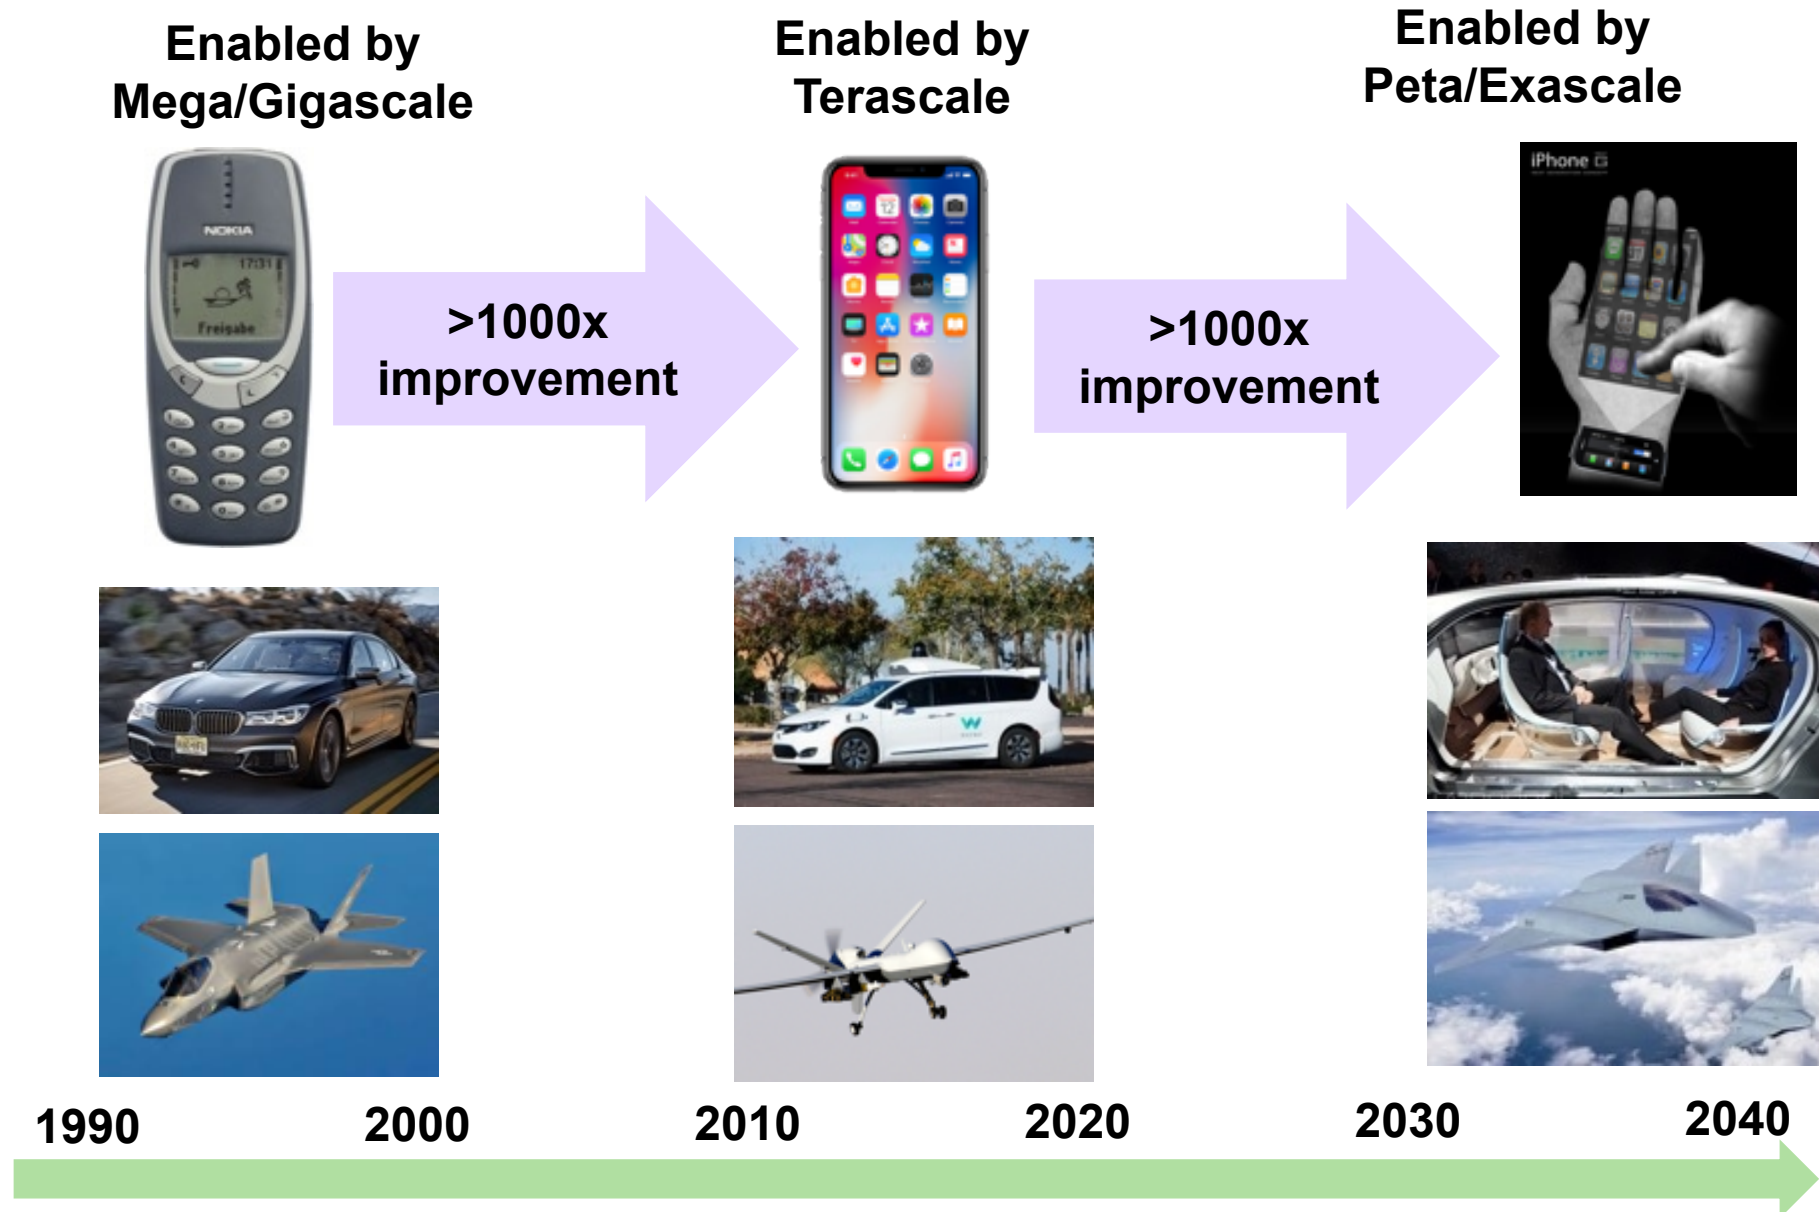 Enabled by
Mega/Gigascale
Enabled by
Terascale
Enabled by
Peta/Exascale
NOKIA
17:31
Freigabe
>1000x
improvement
>1000x
improvement
iPhone
1990
2000
2010
2020
2030
2040